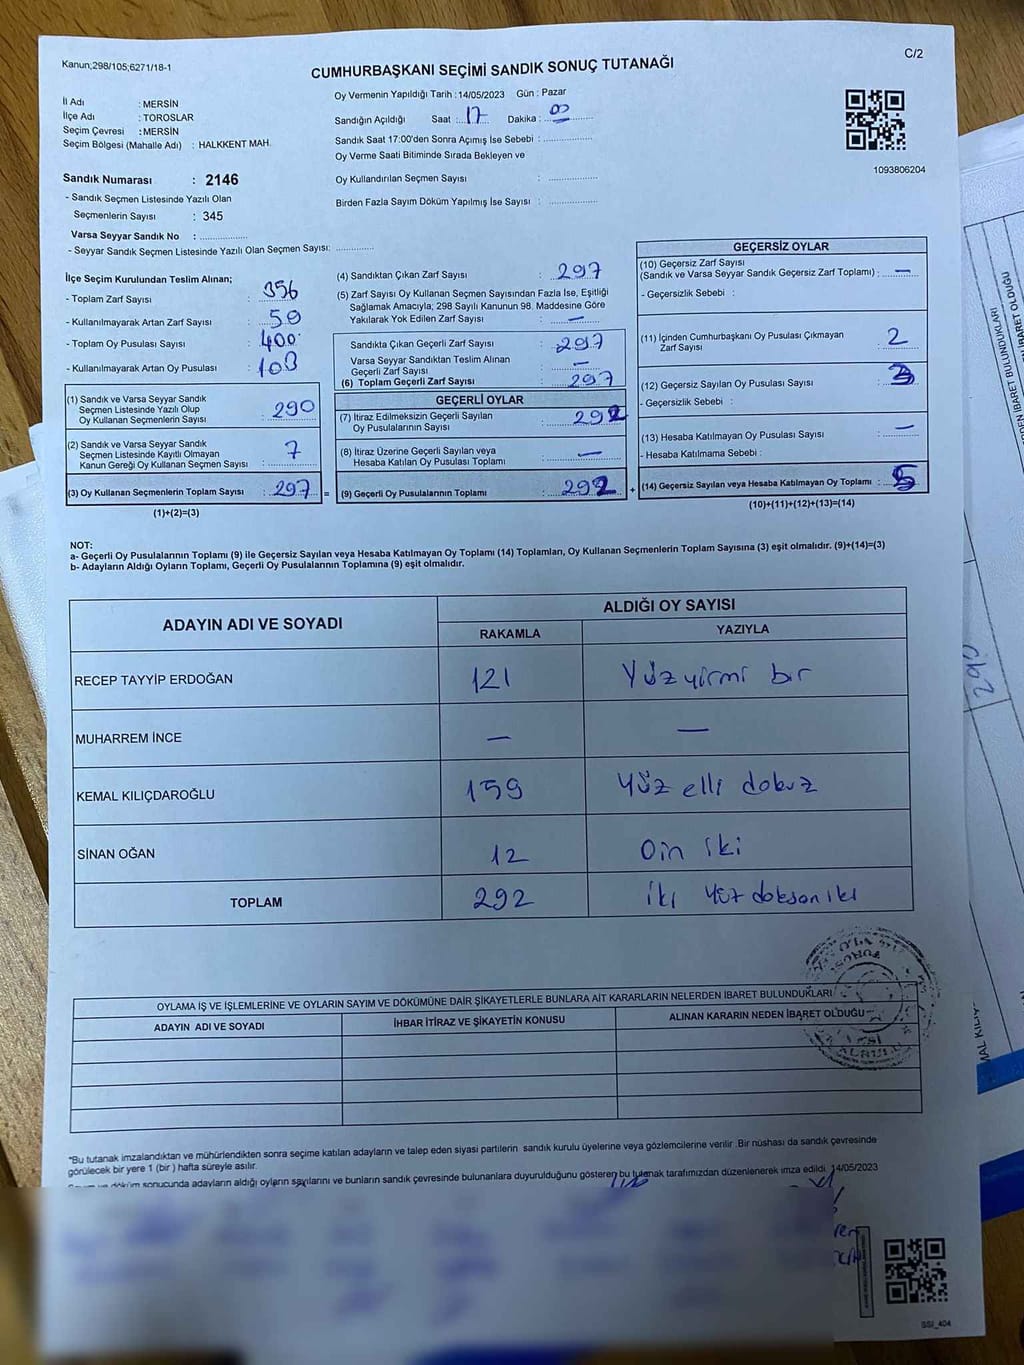 Kanun;298/105;6271/18-1
C/2
CUMHURBAŞKANI SEÇİMİ SANDIK SONUÇ TUTANAĞI
İl Adı : MERSİN
İlçe Adı : TOROSLAR
Seçim Çevresi : MERSİN
Seçim Bölgesi (Mahalle Adı) : HALKKENT MAH.
Sandık Numarası : 2146
- Sandık Seçmen Listesinde Yazılı Olan
Seçmenlerin Sayısı : 345
Varsa Seyyar Sandık No : ................
- Seyyar Sandık Seçmen Listesinde Yazılı Olan Seçmen Sayısı: .............
Oy Vermenin Yapıldığı Tarih : 14/05/2023 Gün : Pazar
Sandığın Açıldığı Saat : 17 Dakika : 00
Sandık Saat 17:00'den Sonra Açımış İse Sebebi : ................
Oy Verme Saati Bitiminde Sırada Bekleyen ve
Oy Kullandırılan Seçmen Sayısı : ................
Birden Fazla Sayım Döküm Yapılmış İse Sayısı : ................
1093806204
İlçe Seçim Kurulundan Teslim Alınan;
- Toplam Zarf Sayısı : 356
- Kullanılmayarak Artan Zarf Sayısı : 59
- Toplam Oy Pusulası Sayısı : 400
- Kullanılmayarak Artan Oy Pusulası : 103
(1) Sandık ve Varsa Seyyar Sandık
Seçmen Listesinde Yazılı Olup
Oy Kullanan Seçmenlerin Sayısı : 290
(2) Sandık ve Varsa Seyyar Sandık
Seçmen Listesinde Kayıtlı Olmayan
Kanun Gereği Oy Kullanan Seçmen Sayısı : 7
(3) Oy Kullanan Seçmenlerin Toplam Sayısı : 297 =
(1)+(2)=(3)
(4) Sandıktan Çıkan Zarf Sayısı : 297
(5) Zarf Sayısı Oy Kullanan Seçmen Sayısından Fazla İse, Eşitliği
Sağlamak Amacıyla; 298 Sayılı Kanunun 98. Maddesine Göre
Yakılarak Yok Edilen Zarf Sayısı : —
Sandıkta Çıkan Geçerli Zarf Sayısı : 297
Varsa Seyyar Sandıktan Teslim Alınan
Geçerli Zarf Sayısı : —
(6) Toplam Geçerli Zarf Sayısı : 297
GEÇERLİ OYLAR
(7) İtiraz Edilmeksizin Geçerli Sayılan
Oy Pusulalarının Sayısı : 292
(8) İtiraz Üzerine Geçerli Sayılan veya
Hesaba Katılan Oy Pusulası Toplamı : —
(9) Geçerli Oy Pusulalarının Toplamı : 292 +
GEÇERSİZ OYLAR
(10) Geçersiz Zarf Sayısı
(Sandık ve Varsa Seyyar Sandık Geçersiz Zarf Toplamı) : —
- Geçersizlik Sebebi :
(11) İçinden Cumhurbaşkanı Oy Pusulası Çıkmayan
Zarf Sayısı : 2
(12) Geçersiz Sayılan Oy Pusulası Sayısı : 3
- Geçersizlik Sebebi :
(13) Hesaba Katılmayan Oy Pusulası Sayısı : —
- Hesaba Katılmama Sebebi :
(14) Geçersiz Sayılan veya Hesaba Katılmayan Oy Toplamı : 5
(10)+(11)+(12)+(13)=(14)
NOT:
a- Geçerli Oy Pusulalarının Toplamı (9) ile Geçersiz Sayılan veya Hesaba Katılmayan Oy Toplamı (14) Toplamları, Oy Kullanan Seçmenlerin Toplam Sayısına (3) eşit olmalıdır. (9)+(14)=(3)
b- Adayların Aldığı Oyların Toplamı, Geçerli Oy Pusulalarının Toplamına (9) eşit olmalıdır.
ADAYIN ADI VE SOYADI
ALDIĞI OY SAYISI
RAKAMLA YAZIYLA
RECEP TAYYİP ERDOĞAN 121 Yüzyirmi bir
MUHARREM İNCE — —
KEMAL KILIÇDAROĞLU 159 Yüz elli dokuz
SİNAN OĞAN 12 Oin iki
TOPLAM 292 iki yüz doksan iki
OYLAMA İŞ VE İŞLEMLERİNE VE OYLARIN SAYIM VE DÖKÜMÜNE DAİR ŞİKAYETLERLE BUNLARA AİT KARARLARIN NELERDEN İBARET BULUNDUKLARI
ADAYIN ADI VE SOYADI İHBAR İTİRAZ VE ŞİKAYETİN KONUSU ALINAN KARARIN NEDEN İBARET OLDUĞU
*Bu tutanak imzalandıktan ve mühürlendikten sonra seçime katılan adayların ve talep eden siyasi partilerin sandık kurulu üyelerine veya gözlemcilerine verilir .Bir nüshası da sandık çevresinde
görülecek bir yere 1 (bir ) hafta süreyle asılır.
ve döküm sonucunda adayların aldığı oyların sayılarını ve bunların sandık çevresinde bulunanlara duyurulduğunu gösteren bu tutanak tarafımızdan düzenlenerek imza edildi. 14/05/2023
SSI_404
290